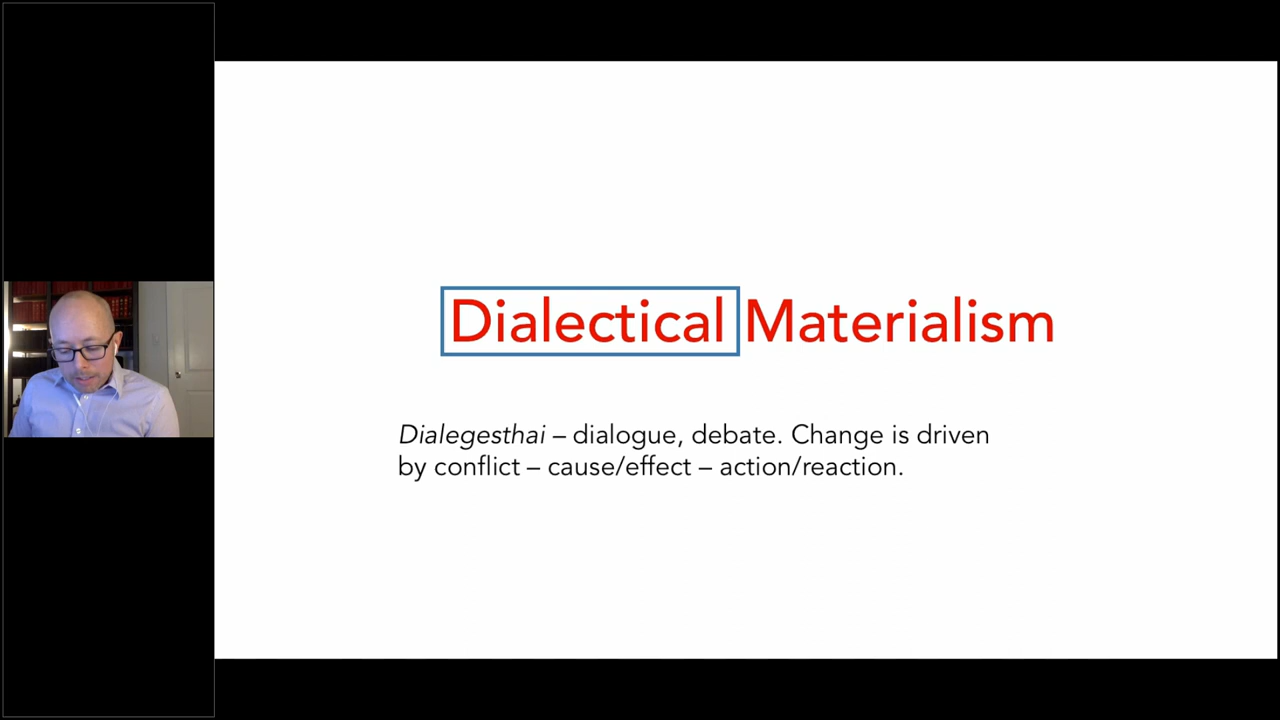 Dialectical Materialism
Dialegesthai – dialogue, debate. Change is driven
by conflict – cause/effect – action/reaction.